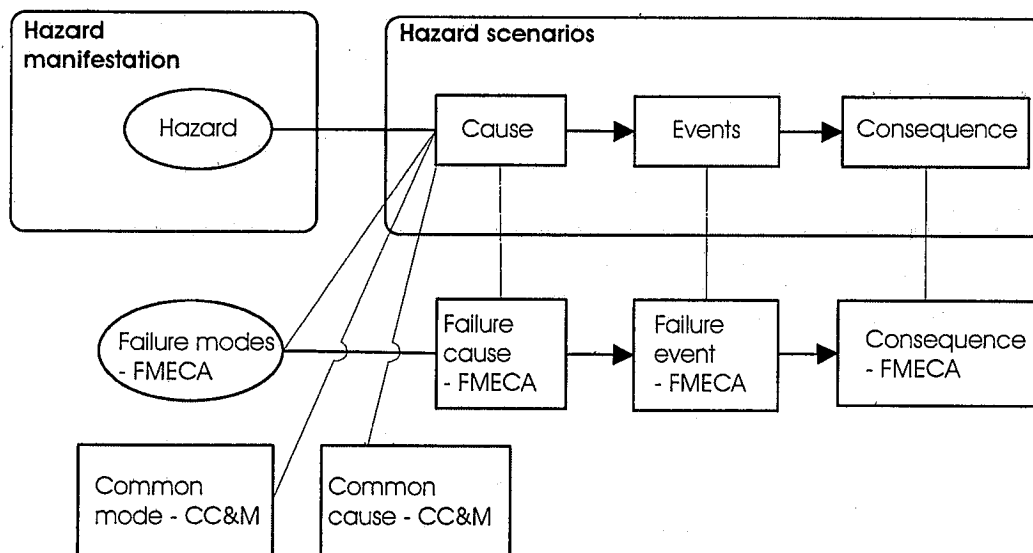 Hazard
manifestation
Hazard scenarios
Hazard
Cause
Events
Consequence
Failure modes
- FMECA
Failure
cause
- FMECA
Failure
event
- FMECA
Consequence
- FMECA
Common
mode - CC&M
Common
cause - CC&M